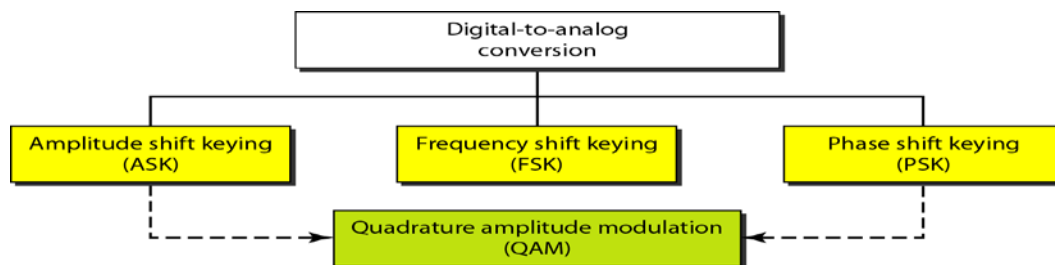 Digital-to-analog
conversion
Amplitude shift keying
(ASK)
Frequency shift keying
(FSK)
Phase shift keying
(PSK)
Quadrature amplitude modulation
(QAM)